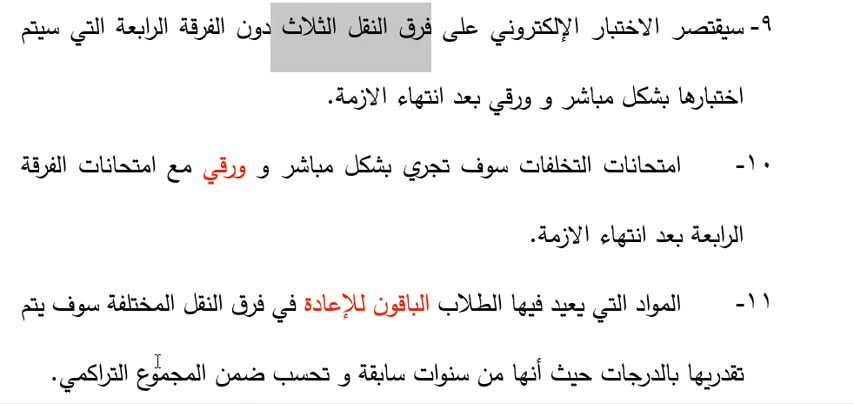 ٩- سيقتصر الاختبار الإلكتروني على فرق النقل الثلاث دون الفرقة الرابعة التي سيتم
اختبارها بشكل مباشر و ورقي بعد انتهاء الازمة.
١٠- امتحانات التخلفات سوف تجري بشكل مباشر و ورقي مع امتحانات الفرقة
الرابعة بعد انتهاء الازمة.
١١- المواد التي يعيد فيها الطلاب الباقون للإعادة في فرق النقل المختلفة سوف يتم
تقدريها بالدرجات حيث أنها من سنوات سابقة و تحسب ضمن المجموع التراكمي.